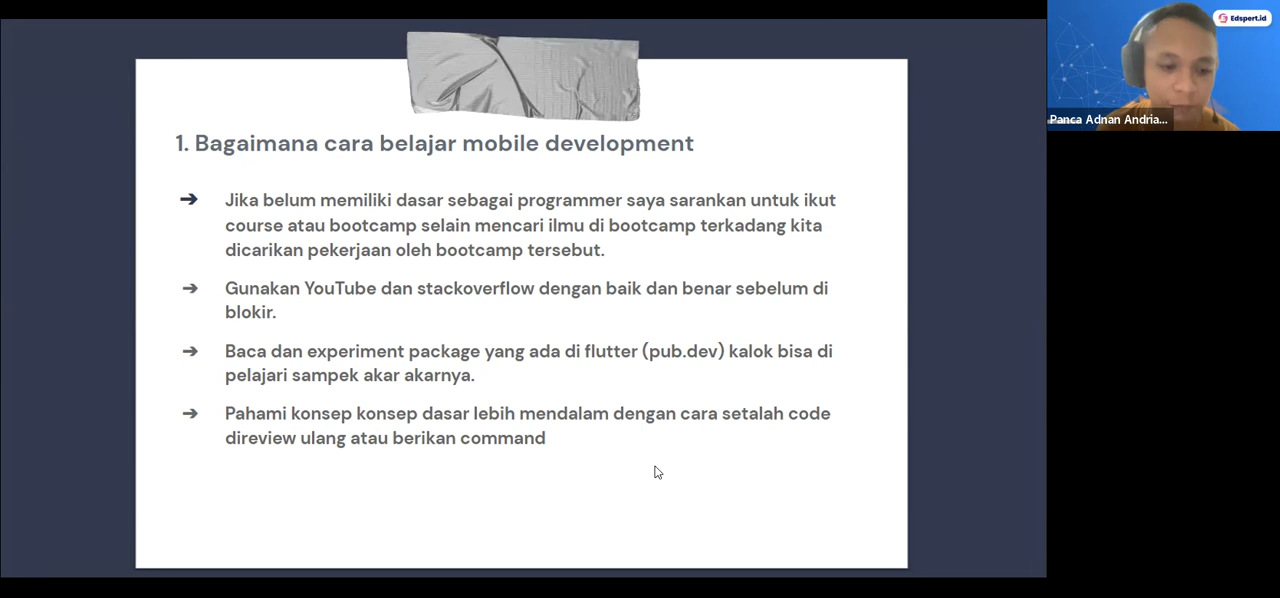 1. Bagaimana cara belajar mobile development
➔ Jika belum memiliki dasar sebagai programmer saya sarankan untuk ikut
course atau bootcamp selain mencari ilmu di bootcamp terkadang kita
dicarikan pekerjaan oleh bootcamp tersebut.
➔ Gunakan YouTube dan stackoverflow dengan baik dan benar sebelum di
blokir.
➔ Baca dan experiment package yang ada di flutter (pub.dev) kalok bisa di
pelajari sampek akar akarnya.
➔ Pahami konsep konsep dasar lebih mendalam dengan cara setalah code
direview ulang atau berikan command
Edspert.id
Panca Adnan Andria...